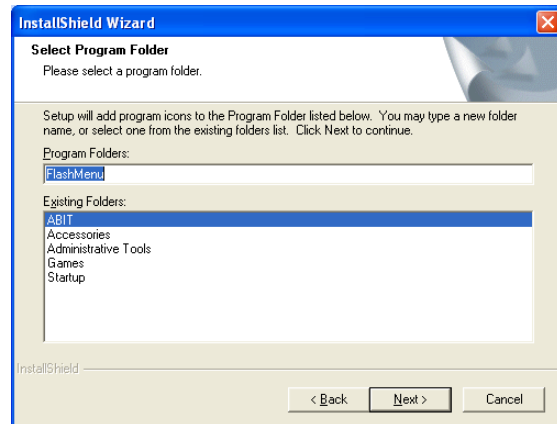 InstallShield Wizard
Select Program Folder
Please select a program folder.
Setup will add program icons to the Program Folder listed below. You may type a new folder
name, or select one from the existing folders list. Click Next to continue.
Program Folders:
FlashMenu
Existing Folders:
ABIT
Accessories
Administrative Tools
Games
Startup
InstallShield
< Back Next > Cancel